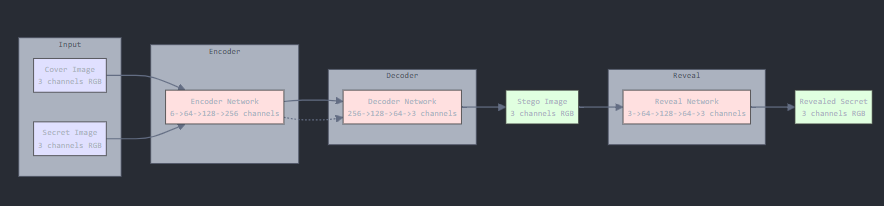 Input
Cover Image
3 channels RGB
Secret Image
3 channels RGB
Encoder
Encoder Network
6->64->128->256 channels
Decoder
Decoder Network
256->128->64->3 channels
Stego Image
3 channels RGB
Reveal
Reveal Network
3->64->128->64->3 channels
Revealed Secret
3 channels RGB